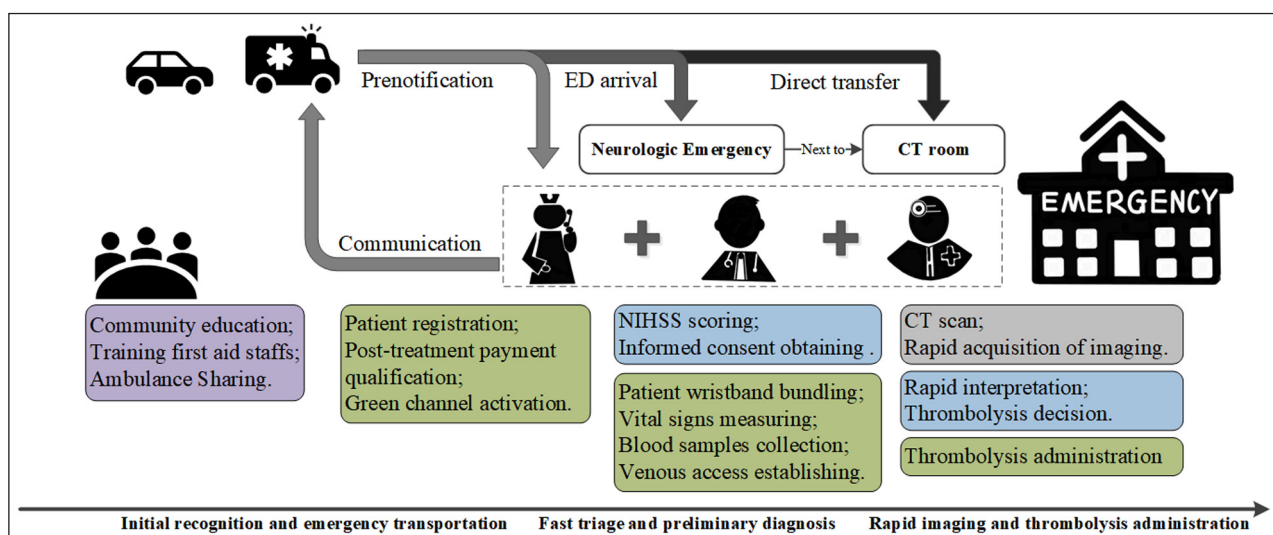 Prenotification
ED arrival
Direct transfer
Neurologic Emergency
Next to
CT room
EMERGENCY
Communication
Community education;
Training first aid staffs;
Ambulance Sharing.
Patient registration;
Post-treatment payment
qualification;
Green channel activation.
NIHSS scoring;
Informed consent obtaining .
Patient wristband bundling;
Vital signs measuring;
Blood samples collection;
Venous access establishing.
CT scan;
Rapid acquisition of imaging.
Rapid interpretation;
Thrombolysis decision.
Thrombolysis administration
Initial recognition and emergency transportation
Fast triage and preliminary diagnosis
Rapid imaging and thrombolysis administration